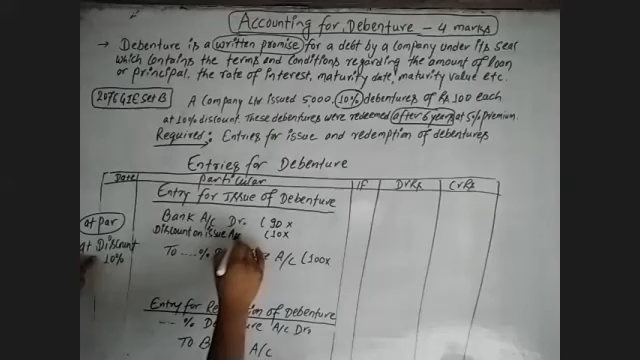 Accounting for Debenture - 4 marks
→ Debenture is a written promise for a debt by a company under its seal
which contains the terms and conditions regarding the amount of loan
or principal, the rate of interest, maturity date, maturity value etc.
2076 GIE Set B A Company Ltd. issued 5,000, 10% debentures of Rs 100 each
at 10% discount. These debentures were redeemed after 6 years at 5% premium.
Required: Entries for issue and redemption of debentures
Entries for Debenture
Date Particular LF Dr Rs Cr Rs
Entry for Issue of Debenture
at par Bank A/c Dr. (90 x
at Discount Discount on issue (10x
10% To ....% A/c (100x
Entry for of Debenture
.... % A/c Dr.
To A/C